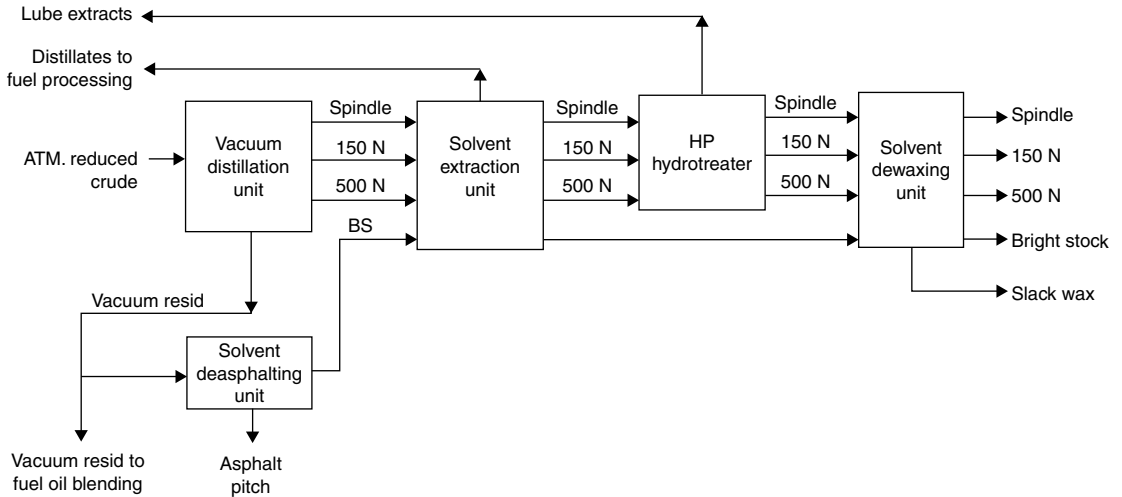 Lube extracts
Distillates to
fuel processing
ATM. reduced
crude
Vacuum
distillation
unit
Spindle
150 N
500 N
BS
Solvent
extraction
unit
Spindle
150 N
500 N
HP
hydrotreater
Spindle
150 N
500 N
Solvent
dewaxing
unit
Spindle
150 N
500 N
Bright stock
Slack wax
Vacuum resid
Solvent
deasphalting
unit
Vacuum resid to
fuel oil blending
Asphalt
pitch